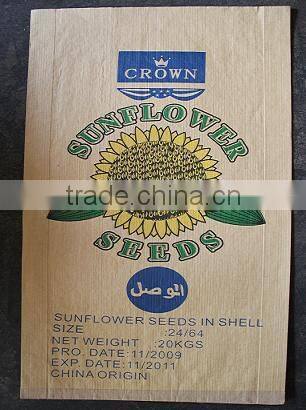 CROWN
SUNFLOWER
trade.china.cn
SEEDS
الوصل
SUNFLOWER SEEDS IN SHELL
SIZE :24/64
NET WEIGHT :20KGS
PRO. DATE:11/2009
EXP. DATE:11/2011
CHINA ORIGIN